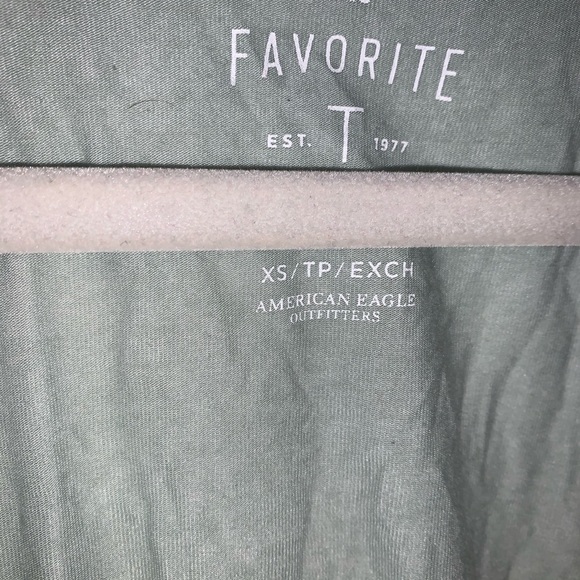 FAVORITE
T
EST. 1977
XS/TP/EXCH
AMERICAN EAGLE
OUTFITTERS